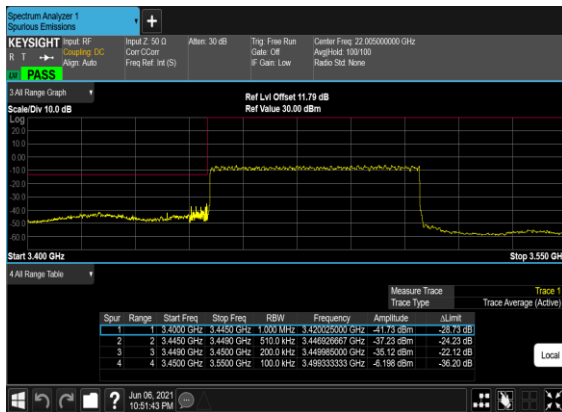 Spectrum Analyzer 1
Spurious Emissions
KEYSIGHT Input: RF Input Z: 50 Ω Atten: 30 dB Trig: Free Run Center Freq: 22.005000000 GHz
R T Coupling: DC Corr CCorr Gate: Off Avg|Hold: 100/100
Align: Auto Freq Ref: Int (S) IF Gain: Low Radio Std: None
PASS
3 All Range Graph
Ref Lvl Offset 11.79 dB
Scale/Div 10.0 dB Ref Value 30.00 dBm
Log
20.0
10.0
0.00
-10.0
-20.0
-30.0
-40.0
-50.0
-60.0
Start 3.400 GHz Stop 3.550 GH
4 All Range Table
Measure Trace Trace 1
Trace Type Trace Average (Active)
Spur Range Start Freq Stop Freq RBW Frequency Amplitude ΔLimit
1 1 3.4000 GHz 3.4450 GHz 1.000 MHz 3.420025000 GHz -41.73 dBm -28.73 dB
2 2 3.4450 GHz 3.4490 GHz 510.0 kHz 3.446926667 GHz -37.23 dBm -24.23 dB
3 3 3.4490 GHz 3.4500 GHz 200.0 kHz 3.449985000 GHz -35.12 dBm -22.12 dB
4 4 3.4500 GHz 3.5500 GHz 100.0 kHz 3.499333333 GHz -6.198 dBm -36.20 dB
Local
? Jun 06, 2021
10:51:43 PM